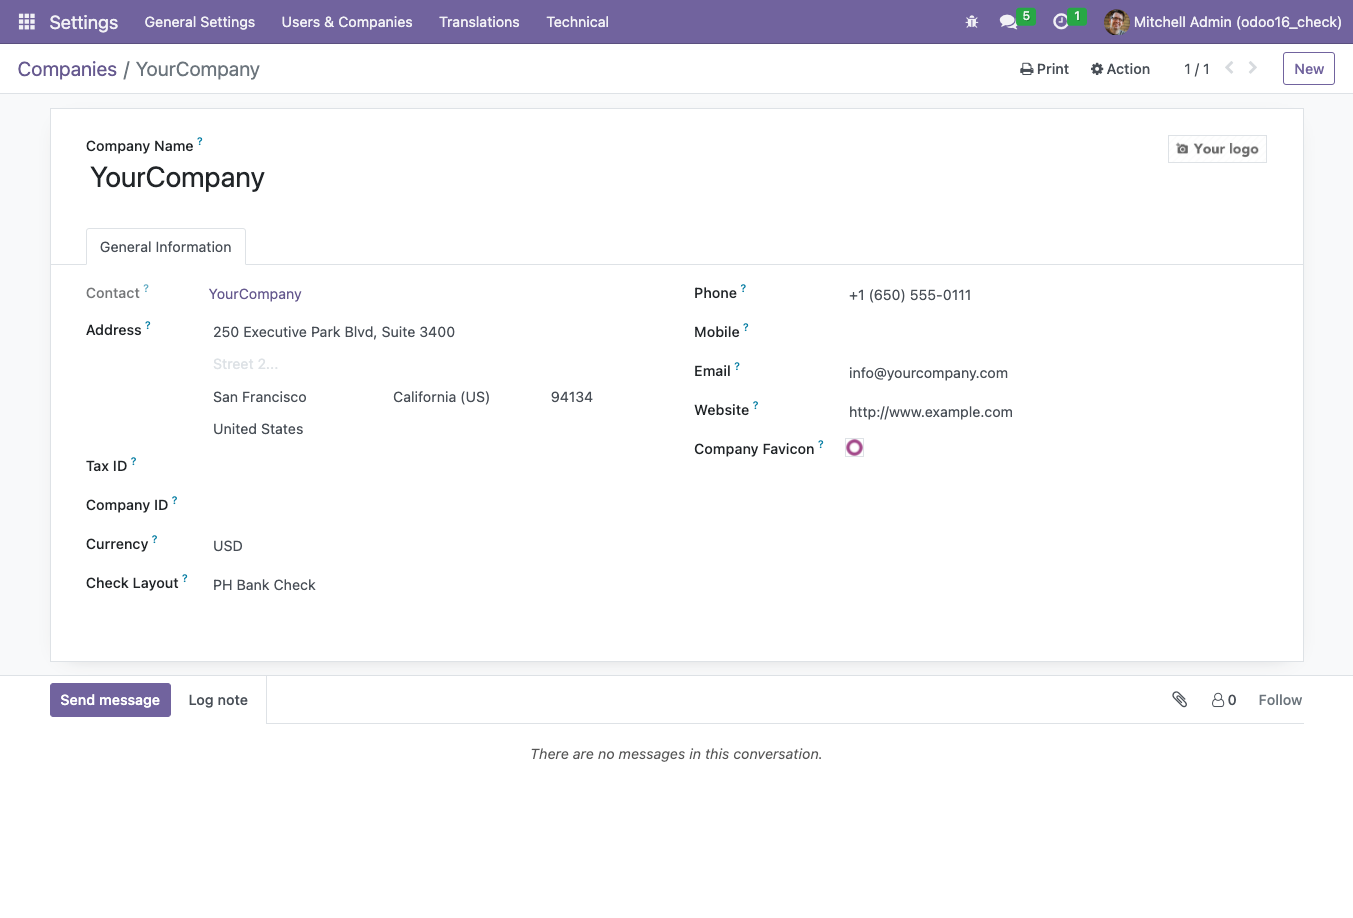 Settings General Settings Users & Companies Translations Technical 5 1 Mitchell Admin (odoo16_check)
Companies / YourCompany Print Action 1 / 1 New
Company Name ?
Your logo
YourCompany
General Information
Contact ? YourCompany
Address ? 250 Executive Park Blvd, Suite 3400
Street 2...
San Francisco California (US) 94134
United States
Tax ID ?
Company ID ?
Currency ? USD
Check Layout ? PH Bank Check
Phone ? +1 (650) 555-0111
Mobile ?
Email ? info@yourcompany.com
Website ? http://www.example.com
Company Favicon ?
Send message Log note 0 Follow
There are no messages in this conversation.